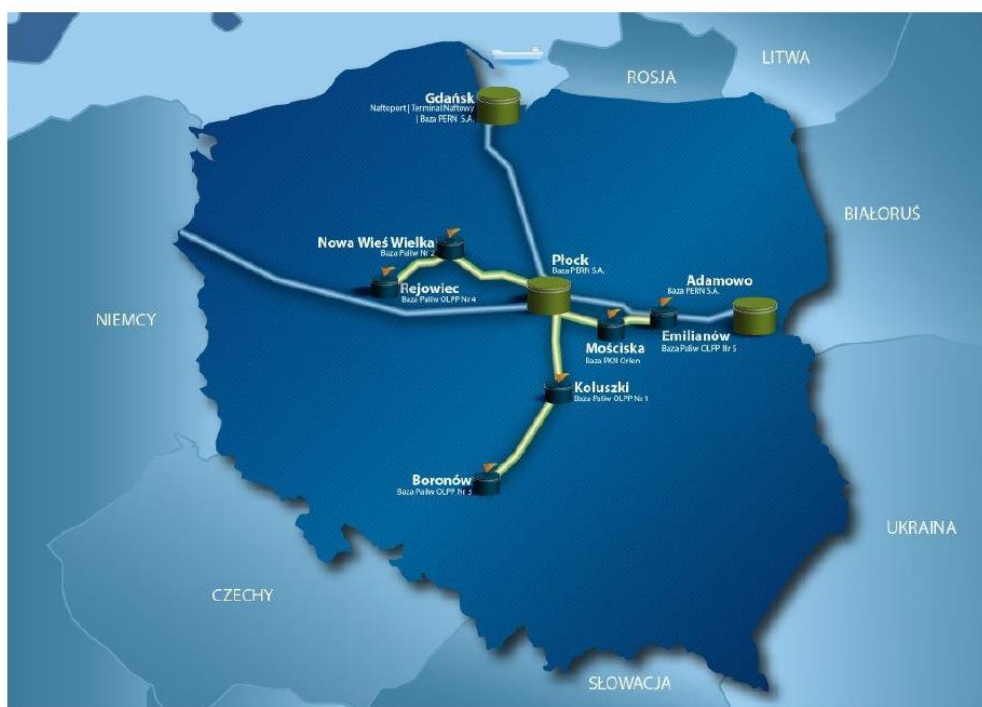 LITWA
ROSJA
Gdańsk
Naftoport | Terminal Naftowy
| Baza PERN S.A.
BIAŁORUŚ
Nowa Wieś Wielka
Baza Paliw Nr 2
Płock
Baza PERN S.A.
Rejowiec
Baza Paliw OLPP Nr 4
Adamowo
Baza PERN S.A.
NIEMCY
Emilianów
Baza Paliw OLPP Nr 5
Mościska
Baza PKN Orlen
Koluszki
Baza Paliw OLPP Nr 1
Boronów
Baza Paliw OLPP Nr 3
UKRAINA
CZECHY
SŁOWACJA